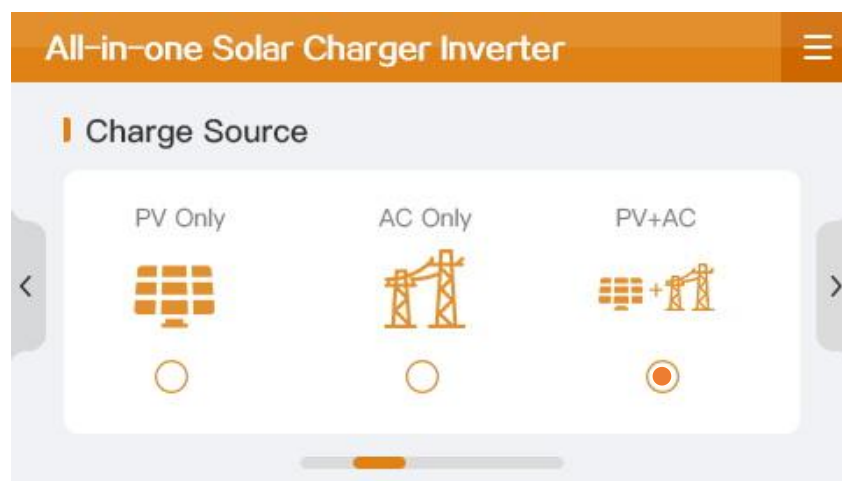 All-in-one Solar Charger Inverter
Charge Source
PV Only
AC Only
PV+AC